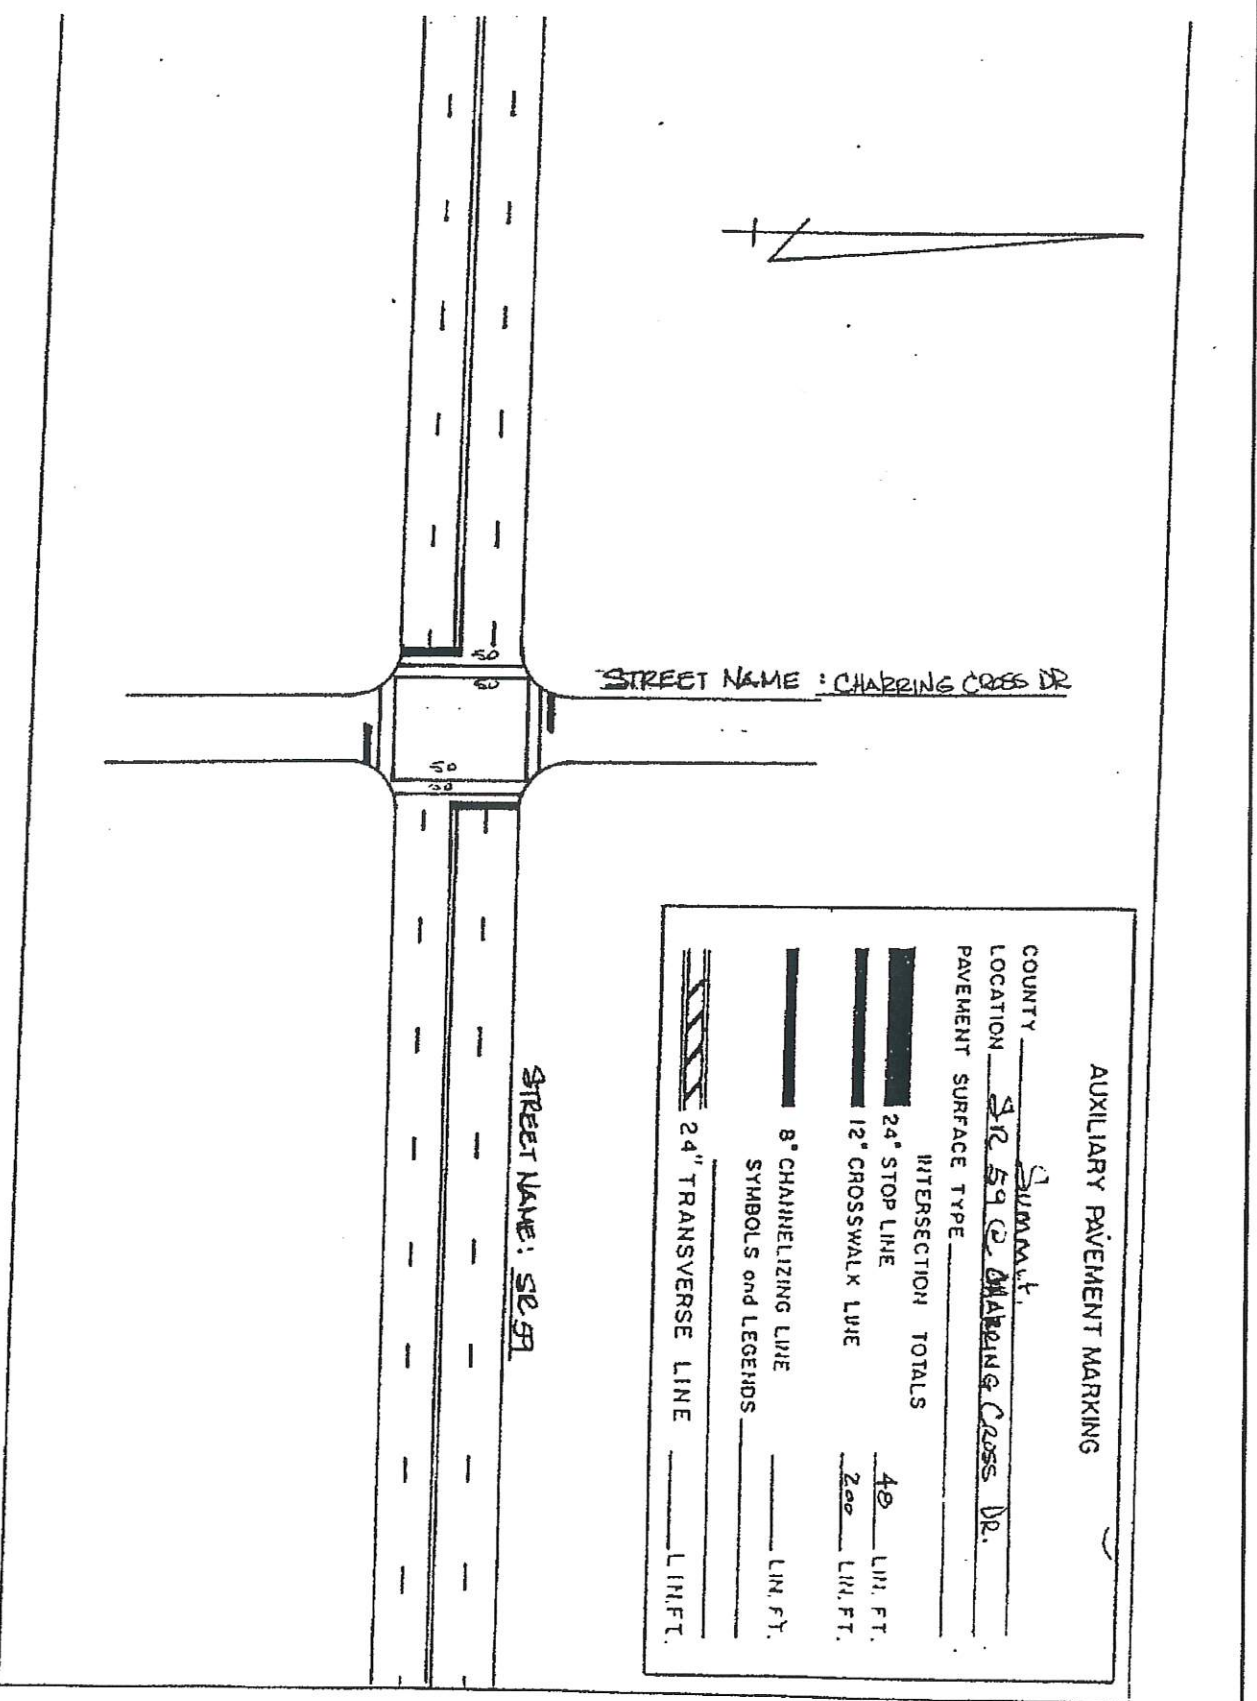 AUXILIARY PAVEMENT MARKING
COUNTY Summit.
LOCATION SR 59 @ CHARRING CROSS DR.
PAVEMENT SURFACE TYPE
INTERSECTION TOTALS
24" STOP LINE 48 LIN. FT.
12" CROSSWALK LINE 200 LIN. FT.
8" CHANNELIZING LINE LIN. FT.
SYMBOLS and LEGENDS
24" TRANSVERSE LINE LIN. FT.
STREET NAME : CHARRING CROSS DR
STREET NAME: SR 59
50
50
50
50